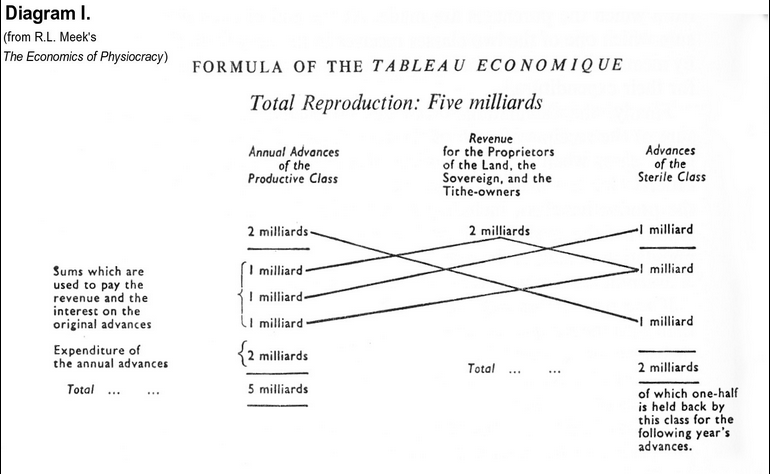 Diagram I.
(from R.L. Meek's
The Economics of Physiocracy)
FORMULA OF THE TABLEAU ECONOMIQUE
Total Reproduction: Five milliards
Annual Advances
of the
Productive Class
Revenue
for the Proprietors
of the Land, the
Sovereign, and the
Tithe-owners
Advances
of the
Sterile Class
2 milliards
2 milliards
1 milliard
Sums which are
used to pay the
revenue and the
interest on the
original advances
1 milliard
1 milliard
1 milliard
1 milliard
1 milliard
Expenditure of
the annual advances
2 milliards
Total ... ...
5 milliards
Total ... ...
2 milliards
of which one-half
is held back by
this class for the
following year's
advances.